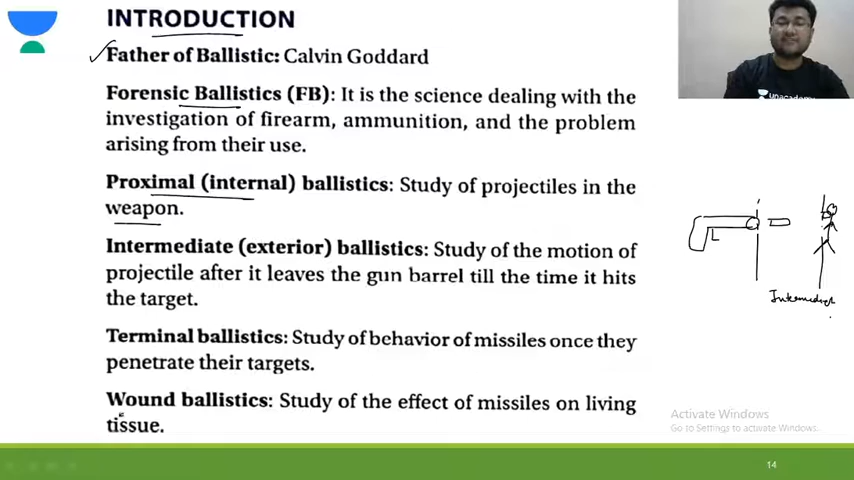 INTRODUCTION
Father of Ballistic: Calvin Goddard
Forensic Ballistics (FB): It is the science dealing with the
investigation of firearm, ammunition, and the problem
arising from their use.
Proximal (internal) ballistics: Study of projectiles in the
weapon.
Intermediate (exterior) ballistics: Study of the motion of
projectile after it leaves the gun barrel till the time it hits
the target.
Terminal ballistics: Study of behavior of missiles once they
penetrate their targets.
Wound ballistics: Study of the effect of missiles on living
tissue.
unacademy
Activate Windows
Go to Settings to activate Windows.
14